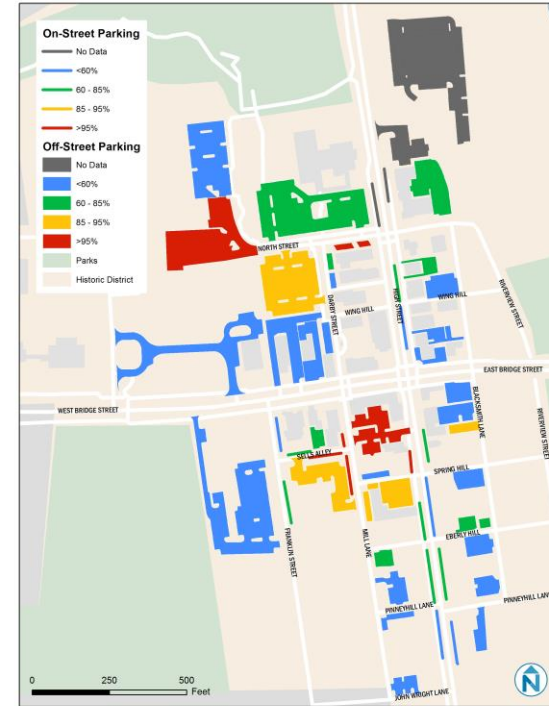 On-Street Parking
No Data
<60%
60 - 85%
85 - 95%
>95%
Off-Street Parking
No Data
<60%
60 - 85%
85 - 95%
>95%
Parks
Historic District
NORTH STREET
DARBY STREET
WING HILL
HIGH STREET
WING HILL
RIVERVIEW STREET
EAST BRIDGE STREET
WEST BRIDGE STREET
BLACKSMITH LANE
RIVERVIEW STREET
SELLS ALLEY
SPRING HILL
FRANKLIN STREET
MILL LANE
EBERLY HILL
PINNEYHILL LANE
PINNEYHILL LANE
JOHN WRIGHT LANE
0 250 500
Feet
N